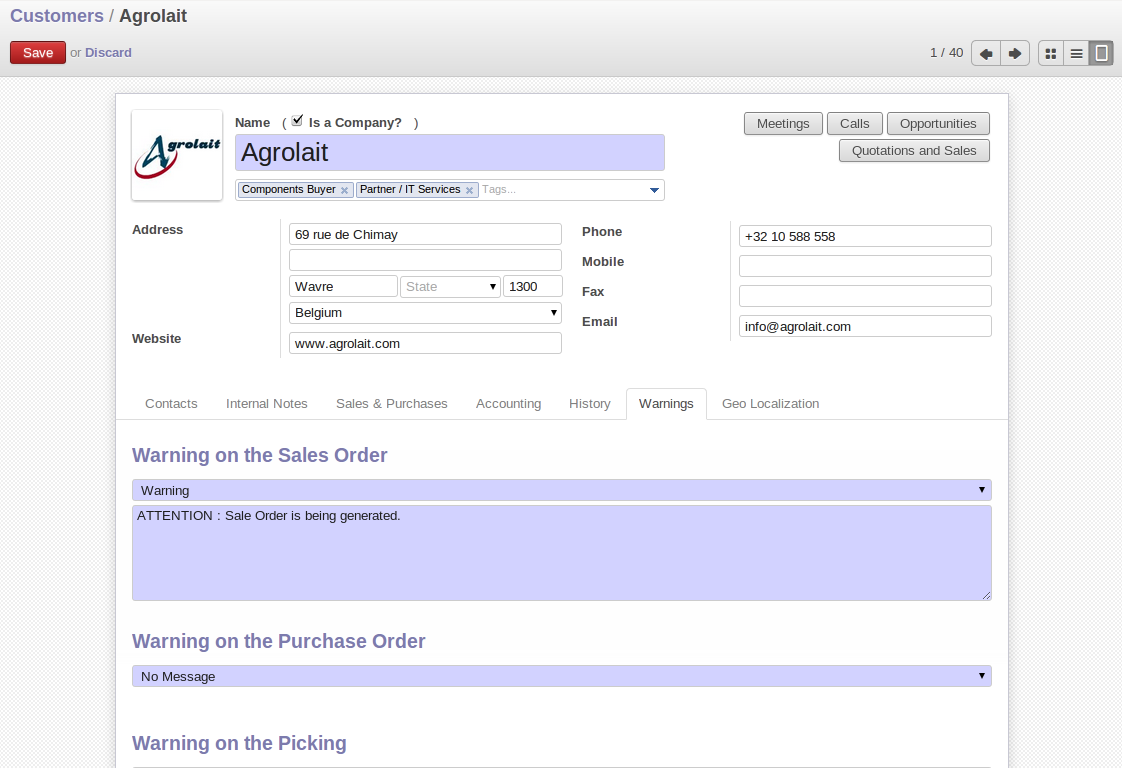 Customers / Agrolait
Save or Discard
1 / 40
Agrolait
Name ( Is a Company? )
Agrolait
Components Buyer x Partner / IT Services x Tags...
Meetings Calls Opportunities
Quotations and Sales
Address
69 rue de Chimay
Wavre State 1300
Belgium
Website
www.agrolait.com
Phone
+32 10 588 558
Mobile
Fax
Email
info@agrolait.com
Contacts Internal Notes Sales & Purchases Accounting History Warnings Geo Localization
Warning on the Sales Order
Warning
ATTENTION : Sale Order is being generated.
Warning on the Purchase Order
No Message
Warning on the Picking